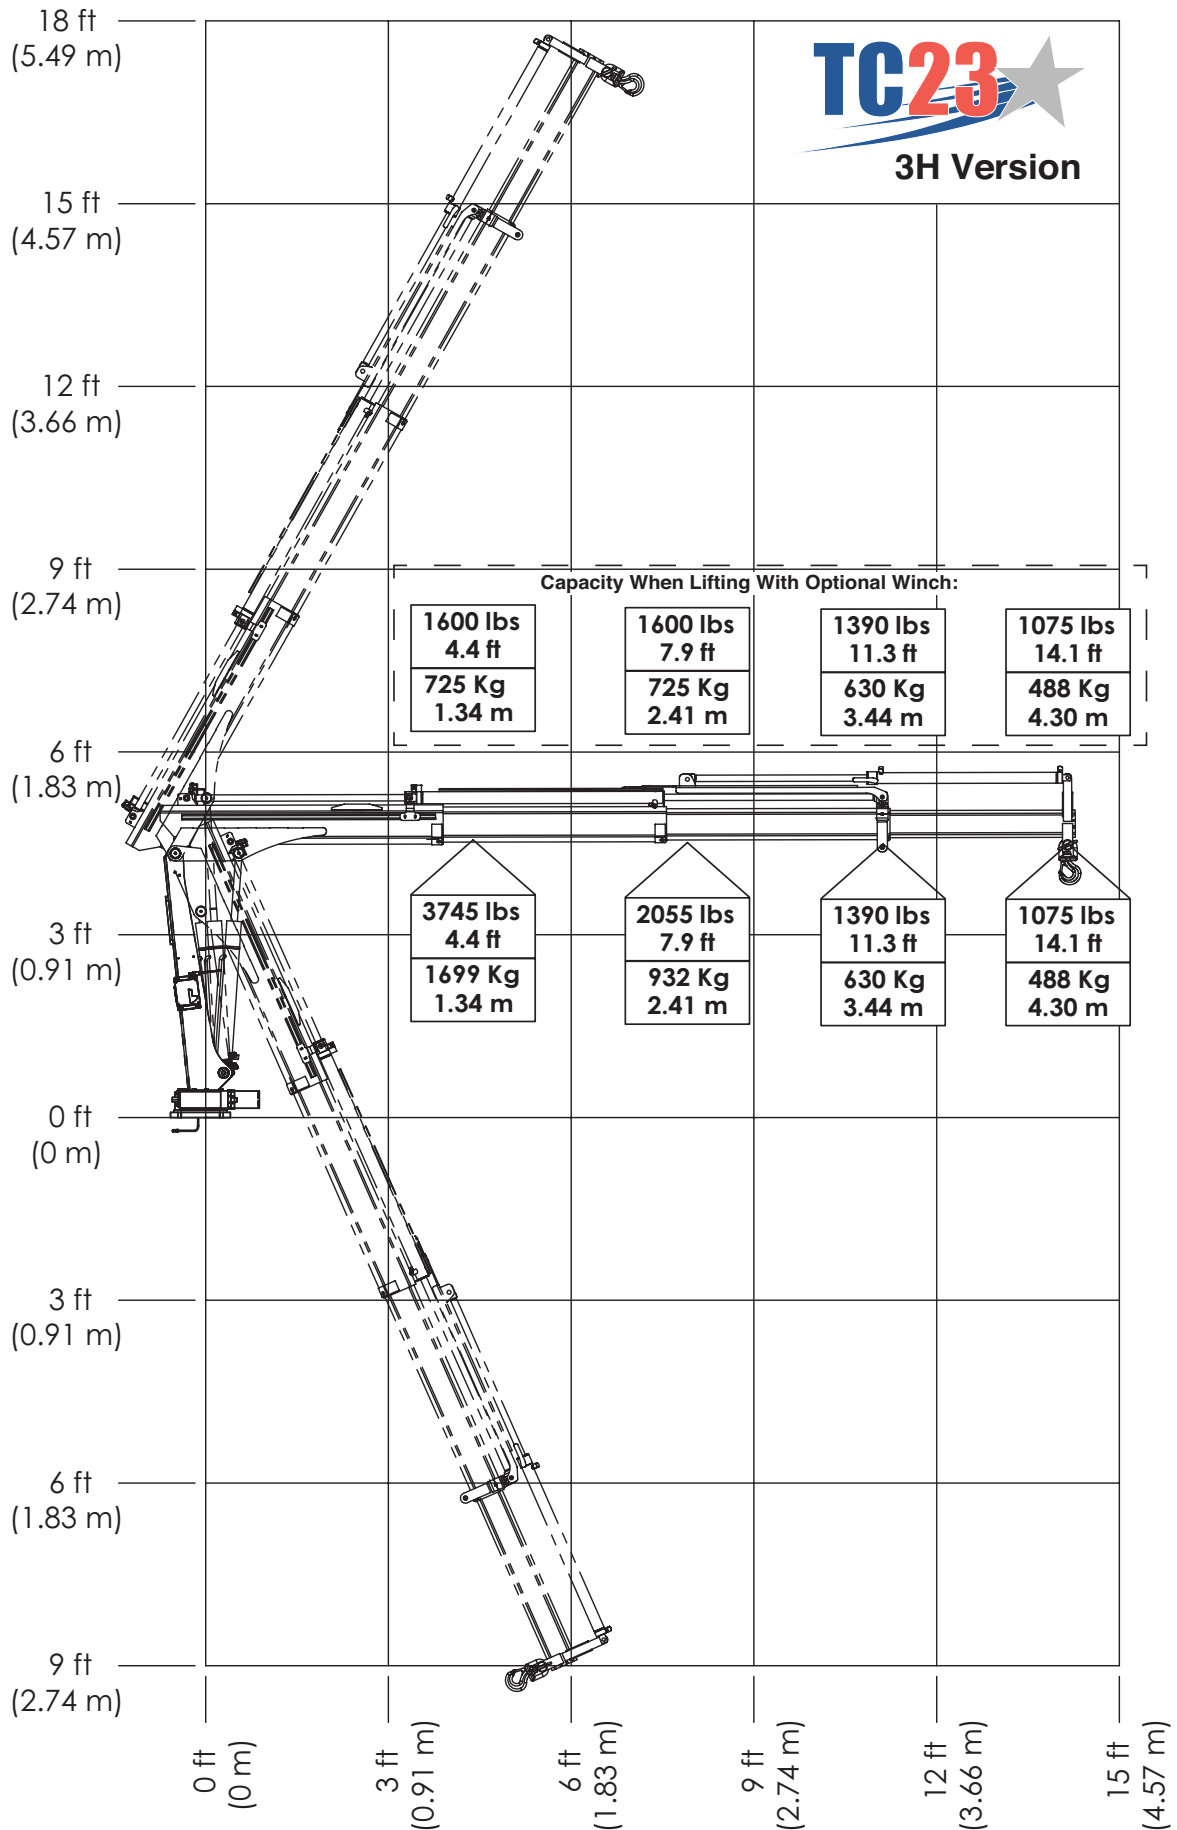 18 ft
(5.49 m)
TC23
3H Version
15 ft
(4.57 m)
12 ft
(3.66 m)
9 ft
(2.74 m)
Capacity When Lifting With Optional Winch:
1600 lbs
4.4 ft
725 Kg
1.34 m
1600 lbs
7.9 ft
725 Kg
2.41 m
1390 lbs
11.3 ft
630 Kg
3.44 m
1075 lbs
14.1 ft
488 Kg
4.30 m
6 ft
(1.83 m)
3745 lbs
4.4 ft
1699 Kg
1.34 m
2055 lbs
7.9 ft
932 Kg
2.41 m
1390 lbs
11.3 ft
630 Kg
3.44 m
1075 lbs
14.1 ft
488 Kg
4.30 m
3 ft
(0.91 m)
0 ft
(0 m)
3 ft
(0.91 m)
6 ft
(1.83 m)
9 ft
(2.74 m)
0 ft
(0 m)
3 ft
(0.91 m)
6 ft
(1.83 m)
9 ft
(2.74 m)
12 ft
(3.66 m)
15 ft
(4.57 m)